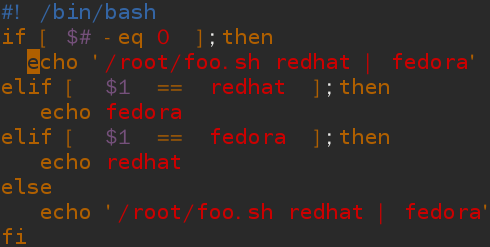 #! /bin/bash
if [ $# -eq 0 ];then
echo '/root/foo.sh redhat | fedora'
elif [ $1 == redhat ];then
echo fedora
elif [ $1 == fedora ];then
echo redhat
else
echo '/root/foo.sh redhat | fedora'
fi